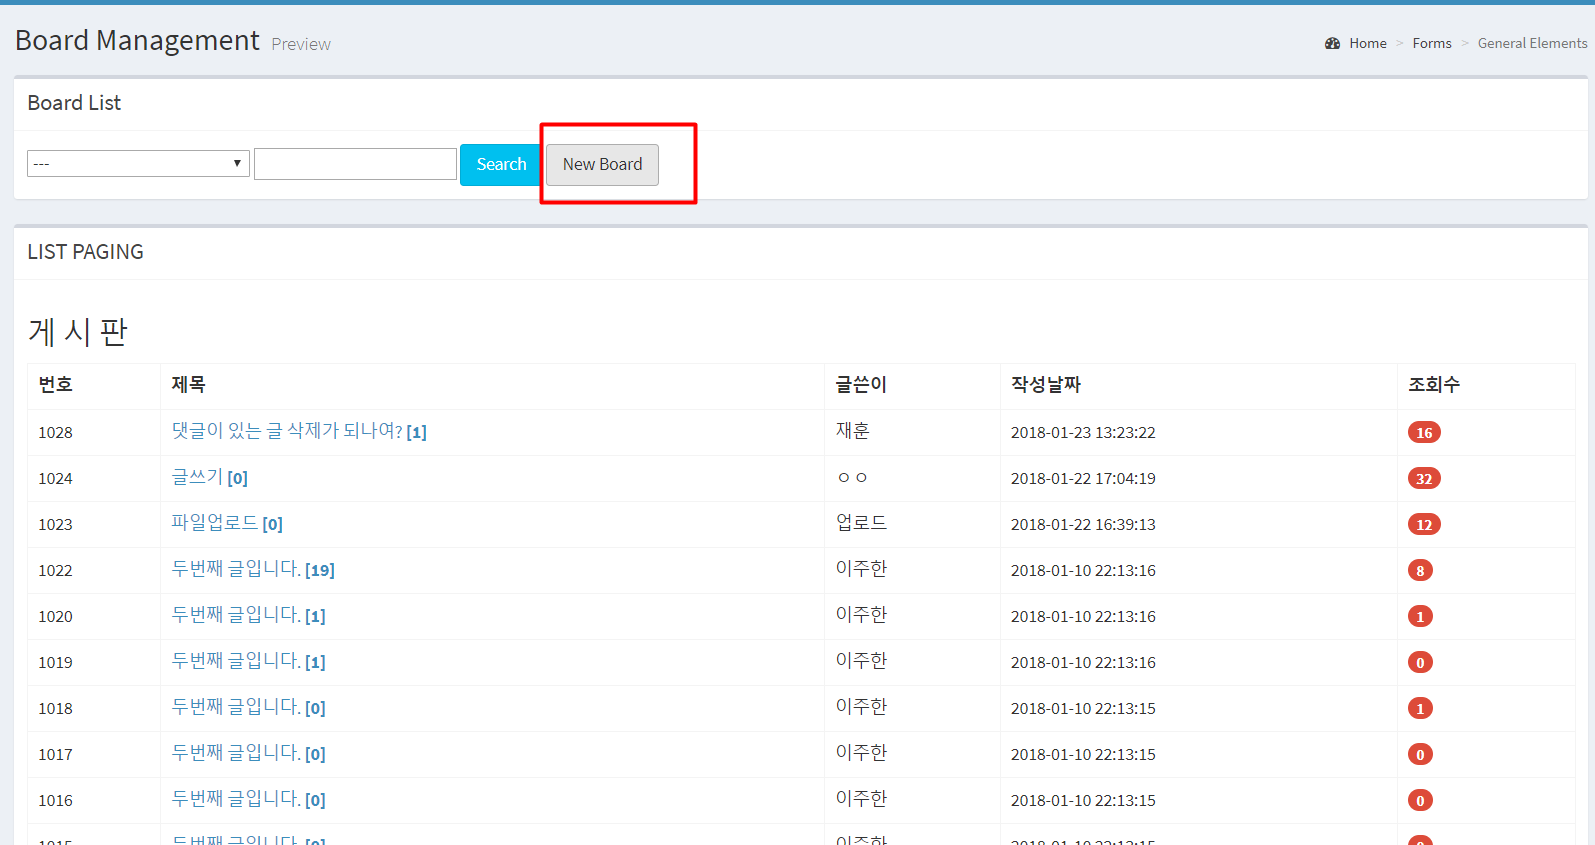 Board Management Preview
Home > Forms > General Elements
Board List
--- Search New Board
LIST PAGING
게 시 판
번호 제목 글쓴이 작성날짜 조회수
1028 댓글이 있는 글 삭제가 되나여? [1] 재훈 2018-01-23 13:23:22 16
1024 글쓰기 [0] ㅇㅇ 2018-01-22 17:04:19 32
1023 파일업로드 [0] 업로드 2018-01-22 16:39:13 12
1022 두번째 글입니다. [19] 이주한 2018-01-10 22:13:16 8
1020 두번째 글입니다. [1] 이주한 2018-01-10 22:13:16 1
1019 두번째 글입니다. [1] 이주한 2018-01-10 22:13:16 0
1018 두번째 글입니다. [0] 이주한 2018-01-10 22:13:15 1
1017 두번째 글입니다. [0] 이주한 2018-01-10 22:13:15 0
1016 두번째 글입니다. [0] 이주한 2018-01-10 22:13:15 0